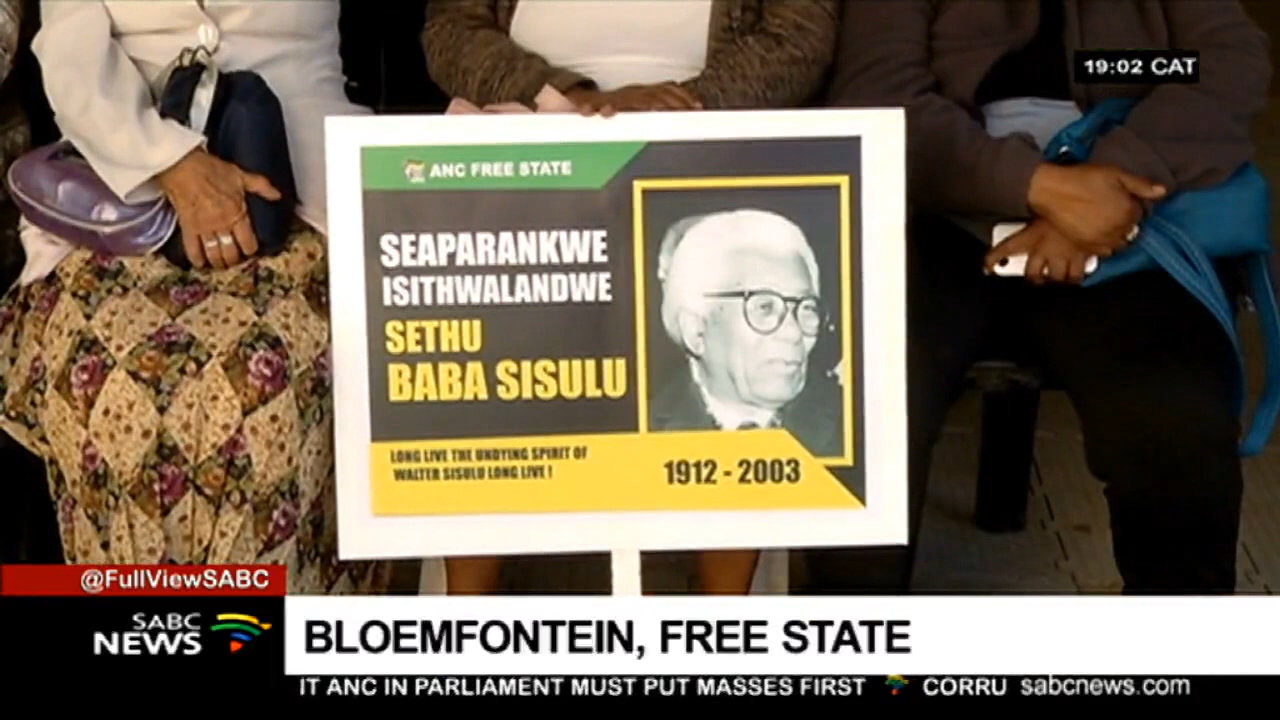 19:02 CAT
ANC FREE STATE
SEAPARANKWE
ISITHWALANDWE
SETHU
BABA SISULU
LONG LIVE THE UNDYING SPIRIT OF
WALTER SISULU LONG LIVE !
1912 - 2003
@FullViewSABC
SABC
NEWS
BLOEMFONTEIN, FREE STATE
IT ANC IN PARLIAMENT MUST PUT MASSES FIRST CORRU sabcnews.com